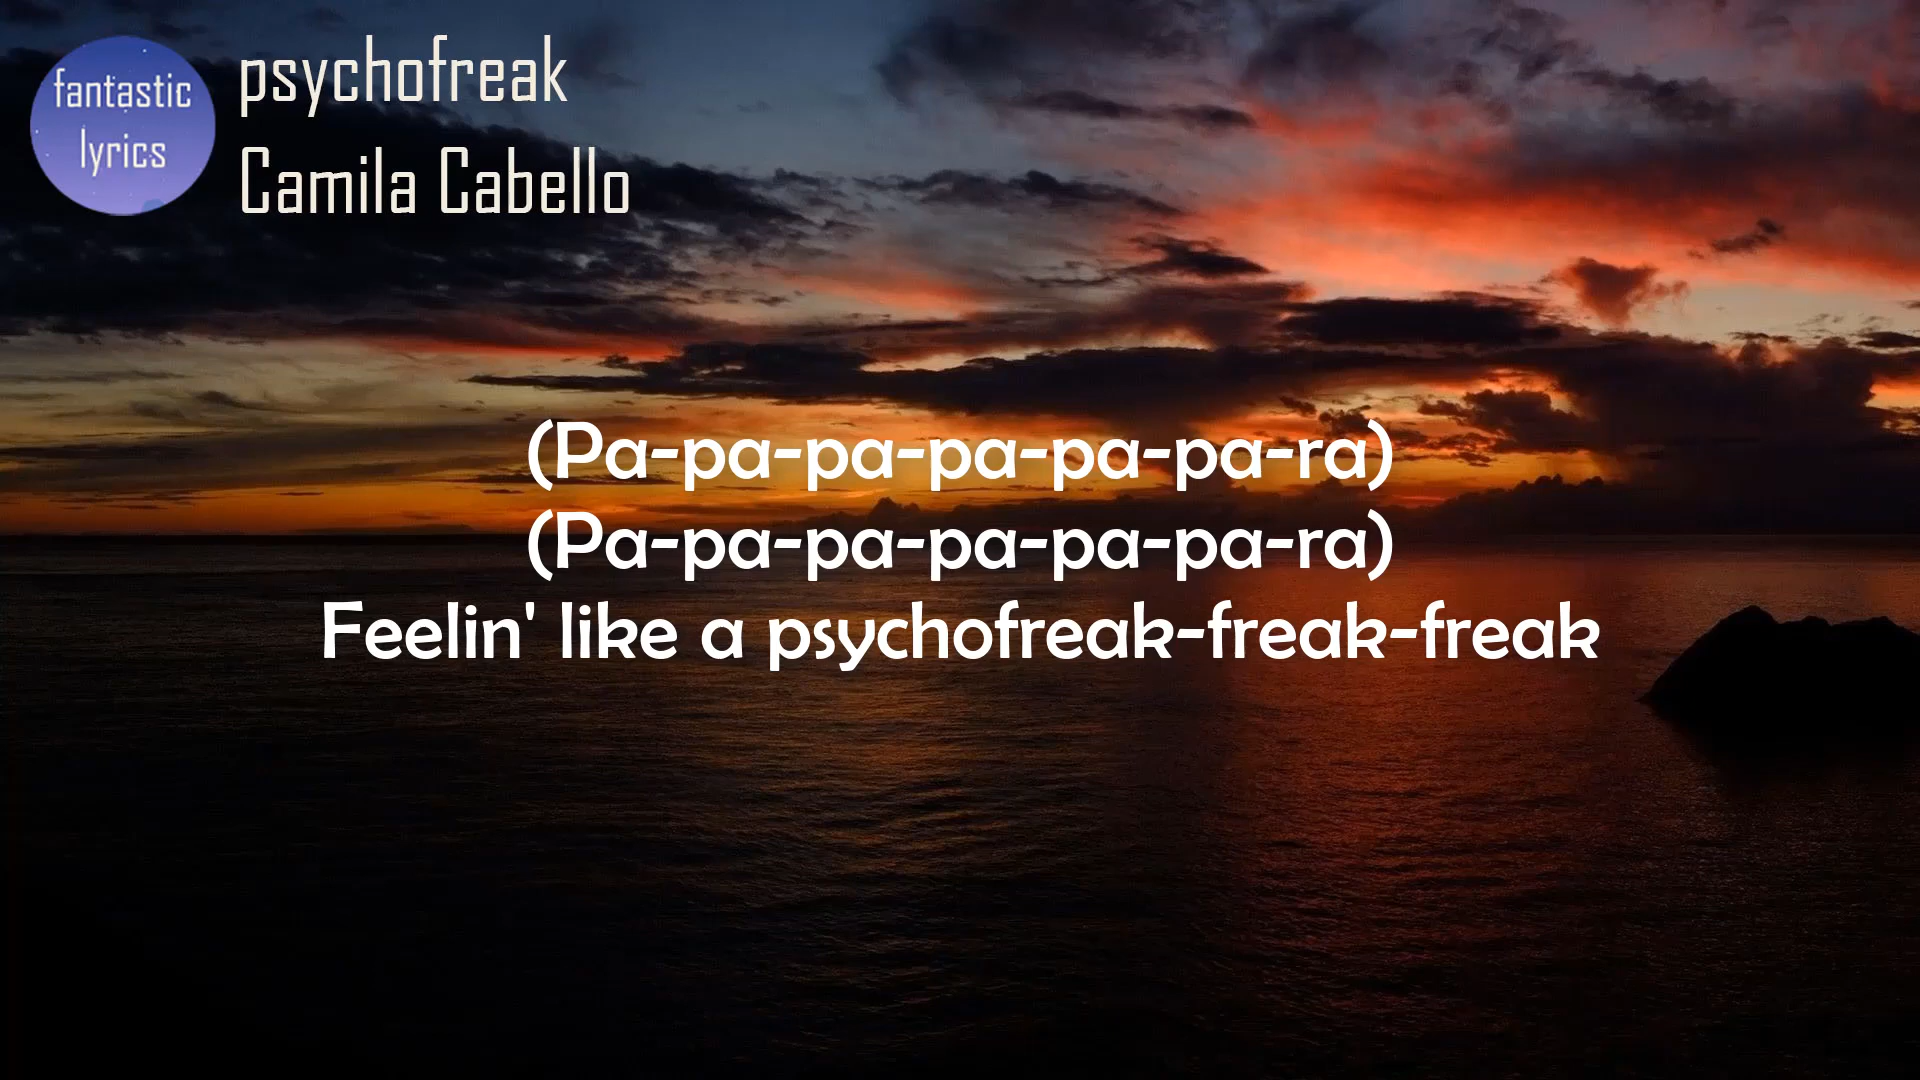 fantastic
lyrics
psychofreak
Camila Cabello
(Pa-pa-pa-pa-pa-pa-ra)
(Pa-pa-pa-pa-pa-pa-ra)
Feelin' like a psychofreak-freak-freak